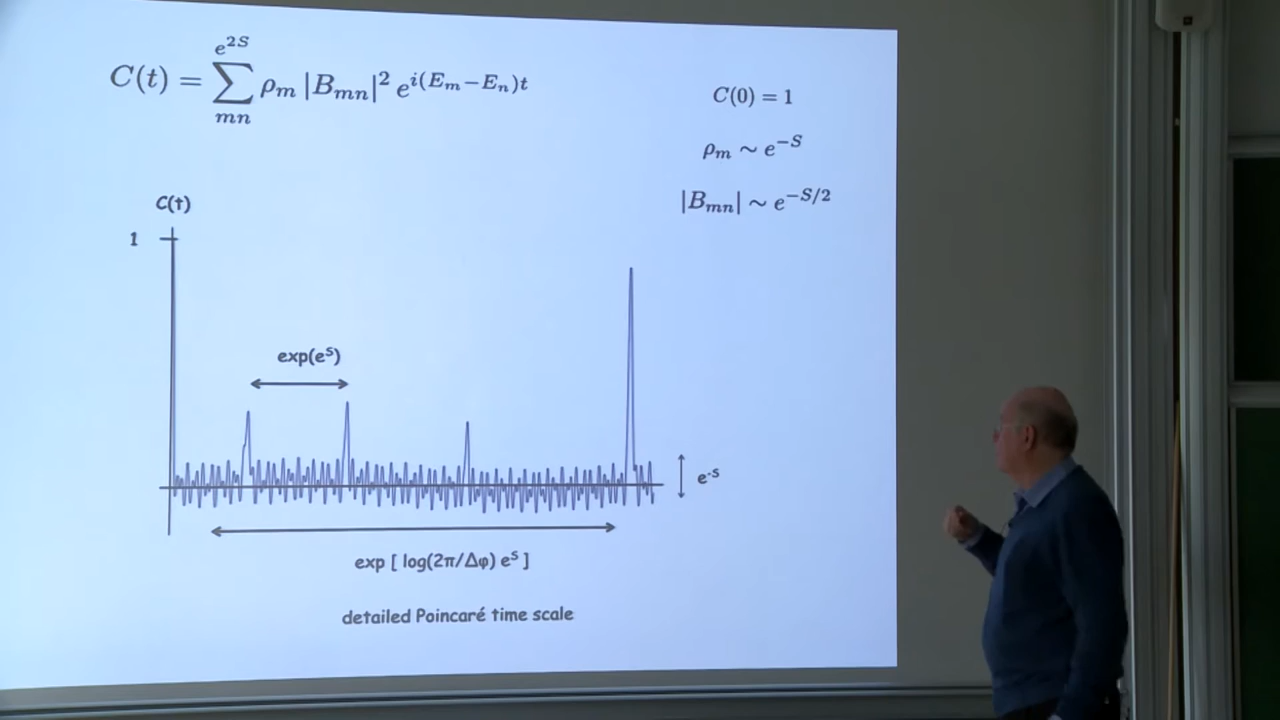 C(t) = \sum_{mn}^{e^{2S}} ρ_m |B_{mn}|^2 e^{i(E_m − E_n)t}
C(0) = 1
ρ_m ∼ e^{−S}
|B_{mn}| ∼ e^{−S/2}
C(t)
1
exp(e^S)
e^{-S}
exp [ log(2π/Δφ) e^S ]
detailed Poincaré time scale